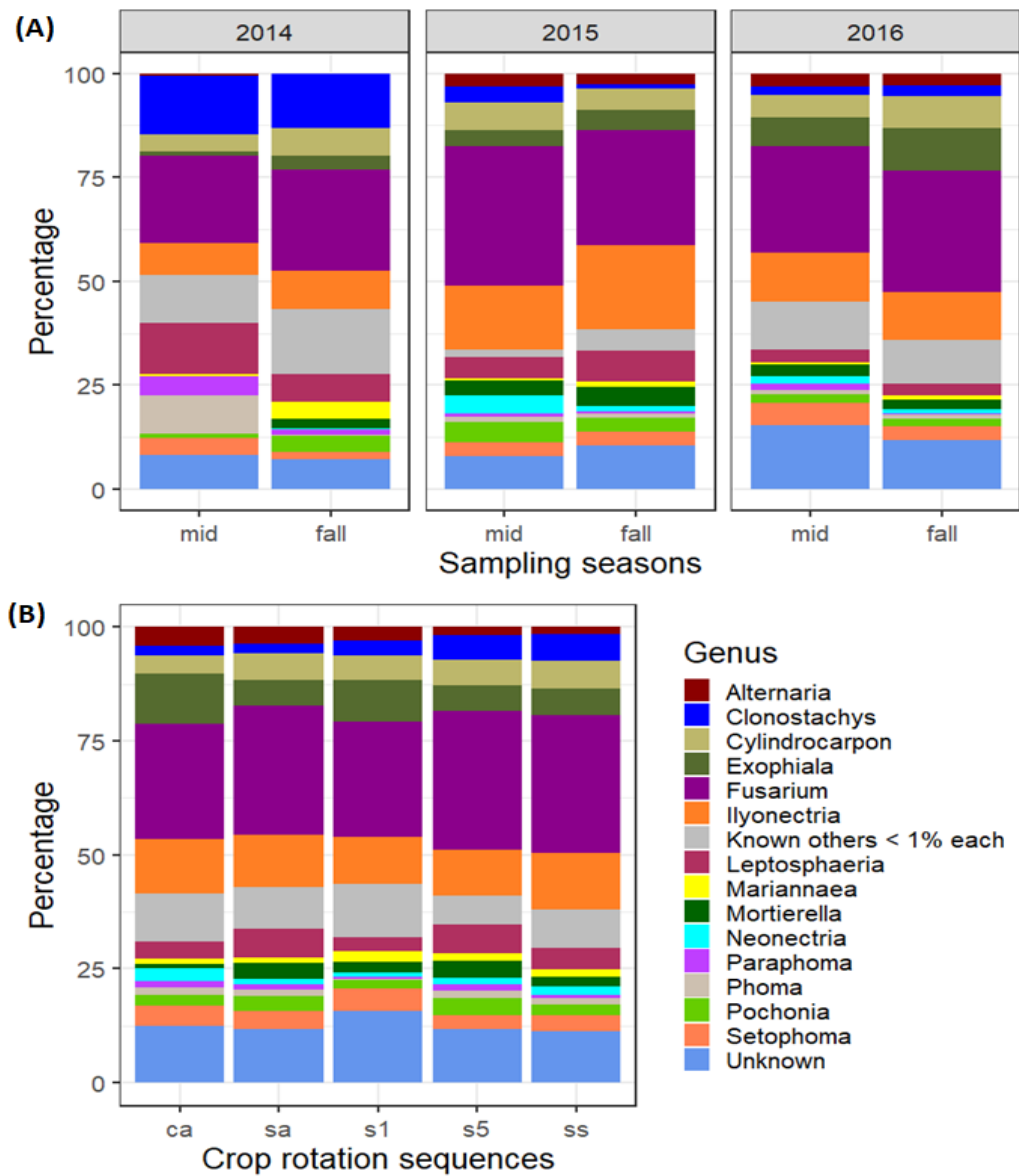 (A)
2014 2015 2016
100
75
50
25
0
Percentage
mid fall mid fall mid fall
Sampling seasons
(B)
100
75
50
25
0
Percentage
ca sa s1 s5 ss
Crop rotation sequences
Genus
Alternaria
Clonostachys
Cylindrocarpon
Exophiala
Fusarium
Ilyonectria
Known others < 1% each
Leptosphaeria
Mariannaea
Mortierella
Neonectria
Paraphoma
Phoma
Pochonia
Setophoma
Unknown